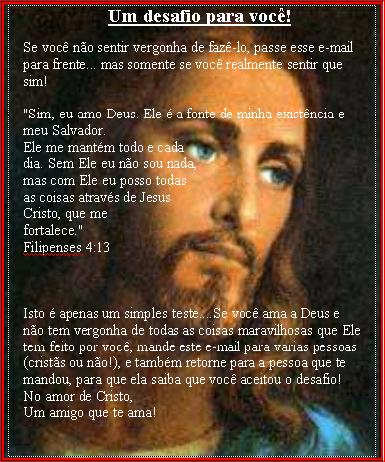 Um desafio para você!
Se você não sentir vergonha de fazê-lo, passe esse e-mail
para frente... mas somente se você realmente sentir que
sim!
"Sim, eu amo Deus. Ele é a fonte de minha existência e
meu Salvador.
Ele me mantém todo e cada
dia. Sem Ele eu não sou nada,
mas com Ele eu posso todas
as coisas através de Jesus
Cristo, que me
fortalece."
Filipenses 4:13
Isto é apenas um simples teste... Se você ama a Deus e
não tem vergonha de todas as coisas maravilhosas que Ele
tem feito por você, mande este e-mail para várias pessoas
(cristãs ou não!), e também retorne para a pessoa que te
mandou, para que ela saiba que você aceitou o desafio!
No amor de Cristo,
Um amigo que te ama!